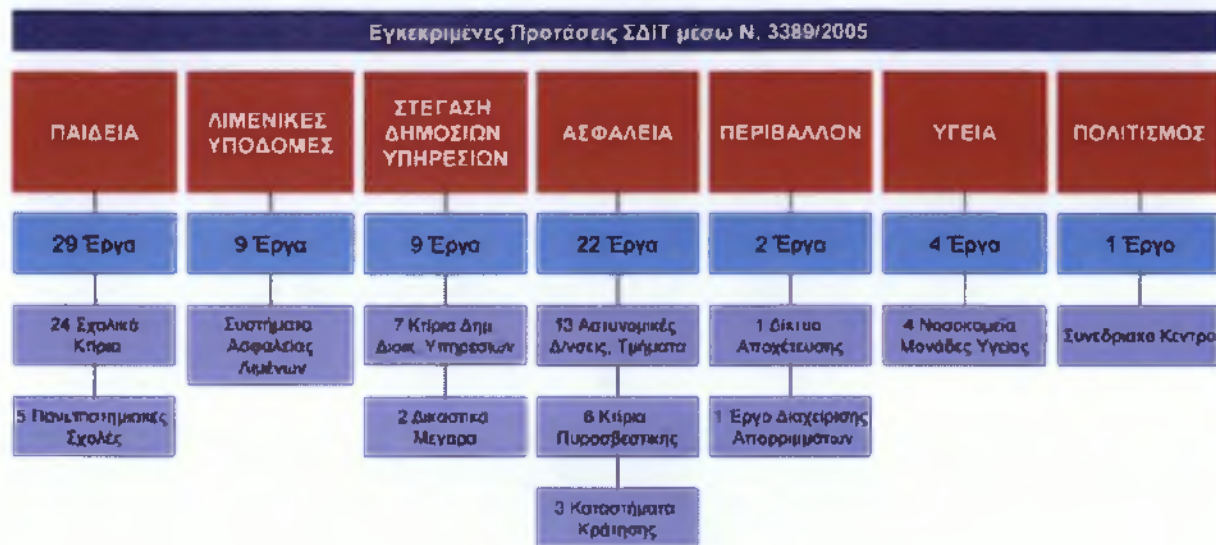 Εγκεκριμένες Προτάσεις ΣΔΙΤ μέσω Ν. 3389/2005
ΠΑΙΔΕΙΑ
ΛΙΜΕΝΙΚΕΣ
ΥΠΟΔΟΜΕΣ
ΣΤΕΓΑΣΗ
ΔΗΜΟΣΙΩΝ
ΥΠΗΡΕΣΙΩΝ
ΑΣΦΑΛΕΙΑ
ΠΕΡΙΒΑΛΛΟΝ
ΥΓΕΙΑ
ΠΟΛΙΤΙΣΜΟΣ
29 Έργα
9 Έργα
9 Έργα
22 Έργα
2 Έργα
4 Έργα
1 Έργο
24 Σχολικά
Κτίρια
Συστήματα
Ασφαλείας
Λιμένων
7 Κτίρια Δημ.
Διοικ. Υπηρεσιών
13 Αστυνομικές
Δ/νσεις, Τμήματα
1 Δίκτυο
Αποχέτευσης
4 Νοσοκομεία
Μονάδες Υγείας
Συνεδριακό Κέντρο
5 Πανεπιστημιακές
Σχολές
2 Δικαστικά
Μέγαρα
6 Κτίρια
Πυροσβεστικής
1 Έργο Διαχείρισης
Απορριμμάτων
3 Καταστήματα
Κράτησης